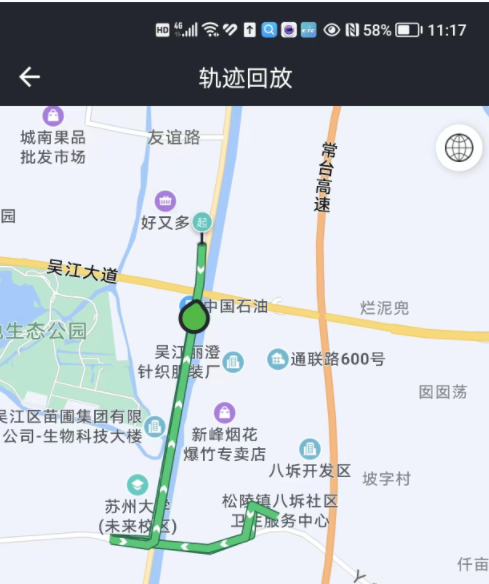 HD 46 58% 11:17
轨迹回放
城南果品
批发市场
友谊路
常台高速
园
好又多
起
吴江大道
中国石油
烂泥兜
生态公园
吴江丽澄
针织服装厂
通联路600号
囡囡荡
吴江区苗圃集团有限
公司-生物科技大楼
新峰烟花
爆竹专卖店
八坼开发区
坡字村
苏州大学
(未来校区)
松陵镇八坼社区
卫生服务中心
仟亩